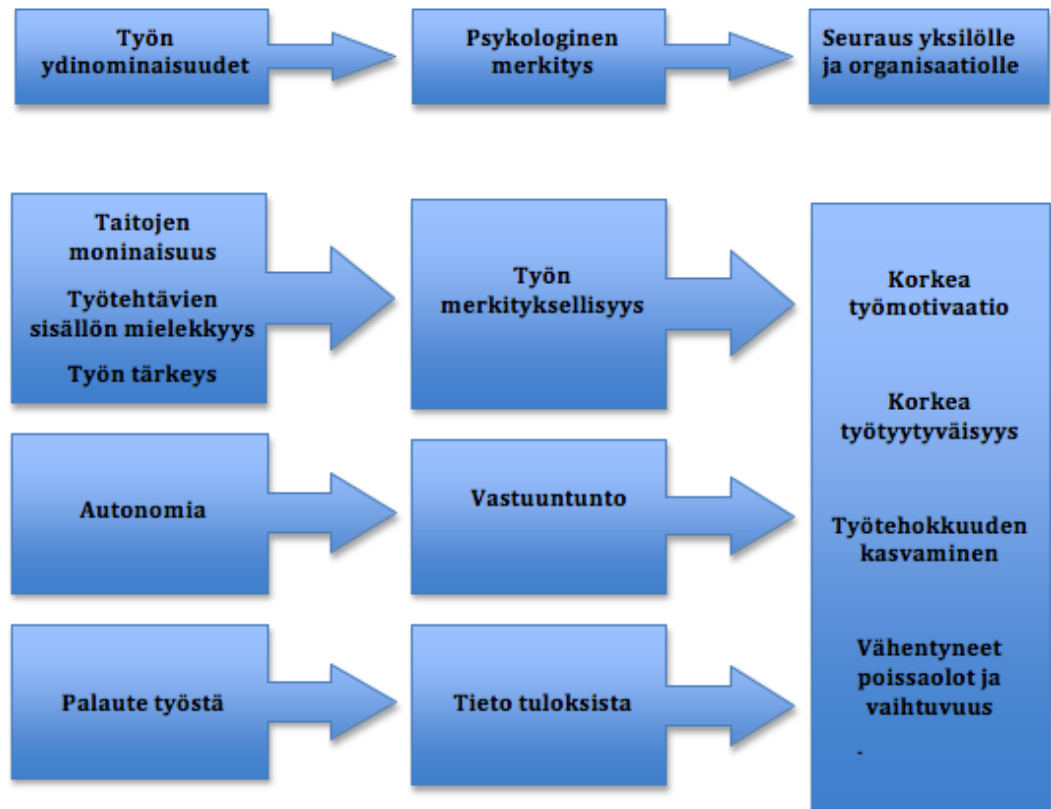 Työn
ydinominaisuudet
Psykologinen
merkitys
Seuraus yksilölle
ja organisaatiolle
Taitojen
moninaisuus
Työtehtävien
sisällön mielekkyys
Työn tärkeys
Työn
merkityksellisyys
Autonomia
Vastuuntunto
Palaute työstä
Tieto tuloksista
Korkea
työmotivaatio
Korkea
työtyytyväisyys
Työtehokkuuden
kasvaminen
Vähentyneet
poissaolot ja
vaihtuvuus
.